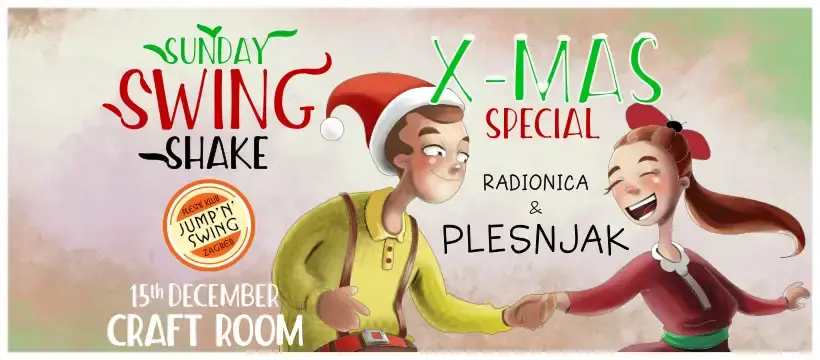 SUNDAY
SWING
SHAKE
PLESNI KLUB
JUMP'N'
SWING
ZAGREB
15th DECEMBER
CRAFT ROOM
X-MAS
SPECIAL
RADIONICA
&
PLESNJAK